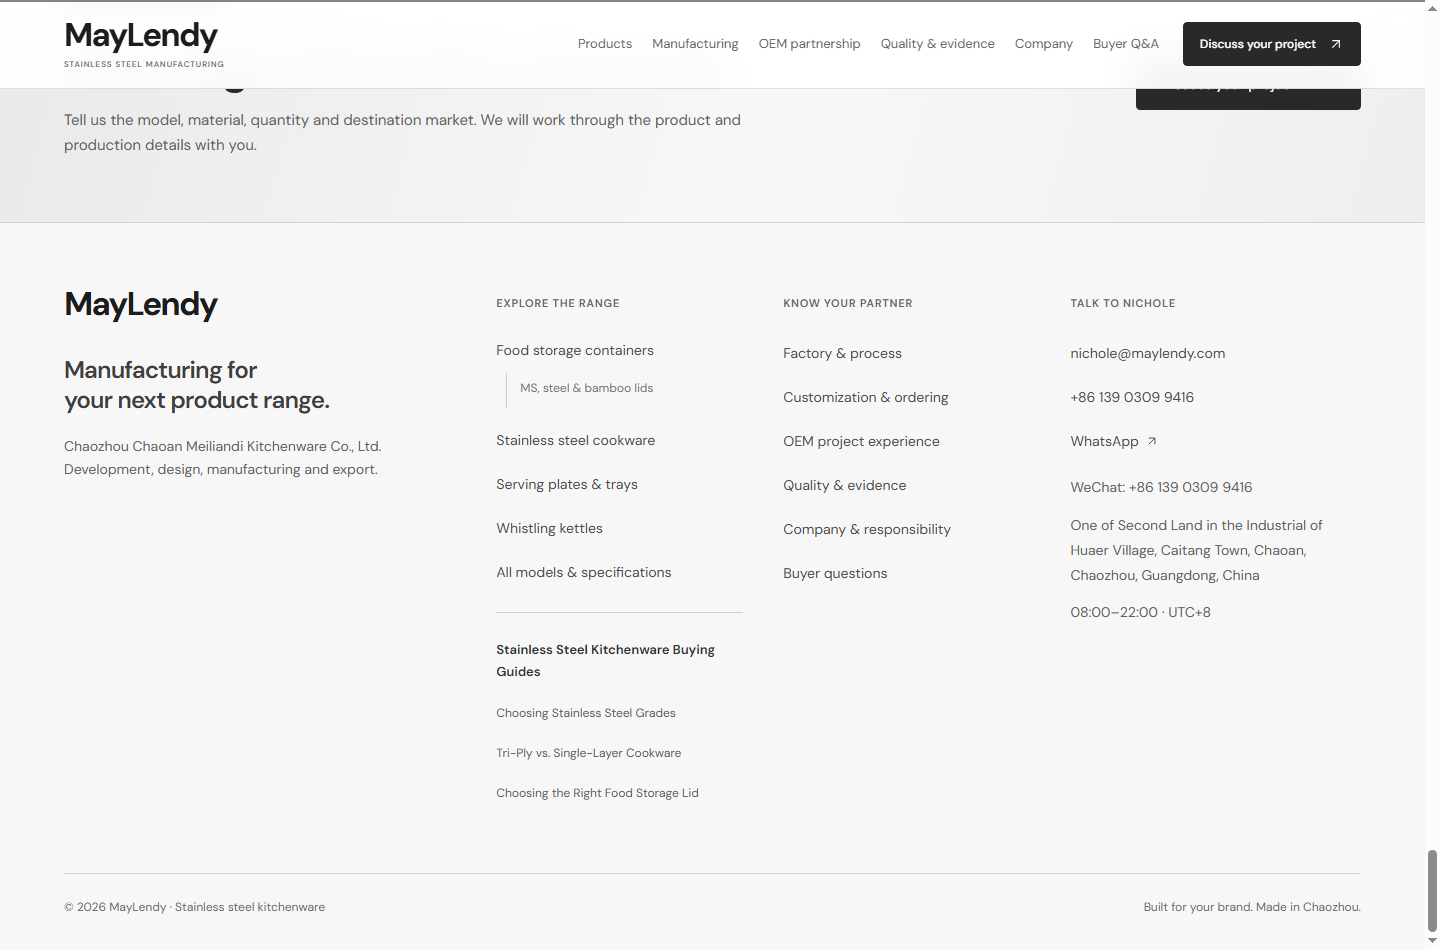 MayLendy
STAINLESS STEEL MANUFACTURING
Products
Manufacturing
OEM partnership
Quality & evidence
Company
Buyer Q&A
Discuss your project
Tell us the model, material, quantity and destination market. We will work through the product and
production details with you.
MayLendy
Manufacturing for
your next product range.
Chaozhou Chaoan Meiliandi Kitchenware Co., Ltd.
Development, design, manufacturing and export.
EXPLORE THE RANGE
Food storage containers
MS, steel & bamboo lids
Stainless steel cookware
Serving plates & trays
Whistling kettles
All models & specifications
Stainless Steel Kitchenware Buying
Guides
Choosing Stainless Steel Grades
Tri-Ply vs. Single-Layer Cookware
Choosing the Right Food Storage Lid
KNOW YOUR PARTNER
Factory & process
Customization & ordering
OEM project experience
Quality & evidence
Company & responsibility
Buyer questions
TALK TO NICHOLE
nichole@maylendy.com
+86 139 0309 9416
WhatsApp
WeChat: +86 139 0309 9416
One of Second Land in the Industrial of
Huaer Village, Caitang Town, Chaoan,
Chaozhou, Guangdong, China
08:00–22:00 · UTC+8
© 2026 MayLendy · Stainless steel kitchenware
Built for your brand. Made in Chaozhou.